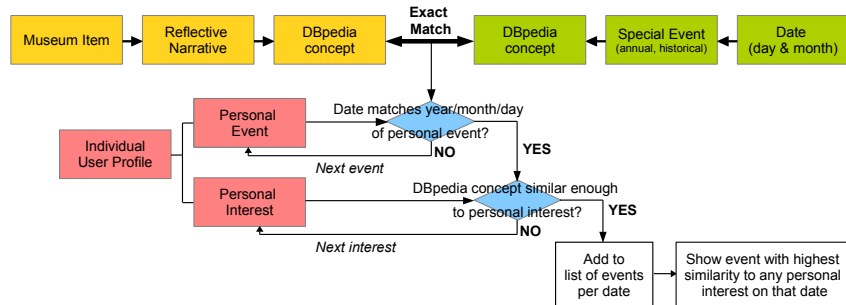 Exact
Match
Museum Item
Reflective
Narrative
DBpedia
concept
DBpedia
concept
Special Event
(annual, historical)
Date
(day & month)
Date matches year/month/day
of personal event?
Personal
Event
NO
YES
Next event
Individual
User Profile
DBpedia concept similar enough
to personal interest?
Personal
Interest
YES
NO
Next interest
Add to
list of events
per date
Show event with highest
similarity to any personal
interest on that date